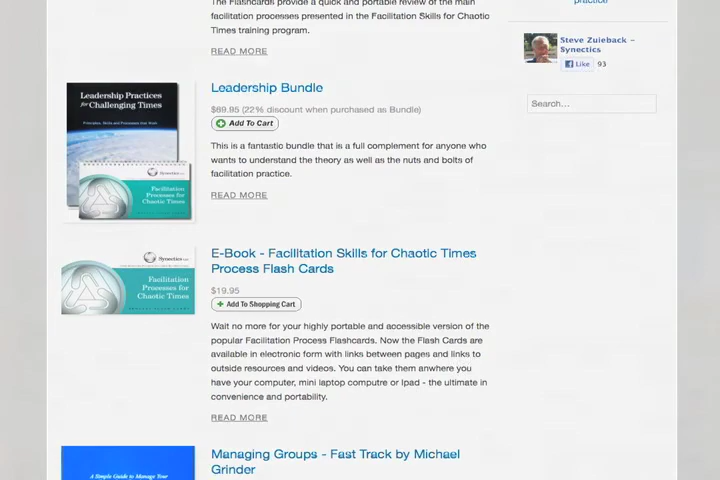 The Flashcards provide a quick and portable review of the main
facilitation processes presented in the Facilitation Skills for Chaotic
Times training program.
READ MORE
practice
Steve Zuieback – Synectics
Like 93
Search...
Leadership Practices
for Challenging Times
Principles, Skills and Processes that Work
Synectics
Facilitation
Processes for
Chaotic Times
Leadership Bundle
$69.95 (22% discount when purchased as Bundle)
Add To Cart
This is a fantastic bundle that is a full complement for anyone who
wants to understand the theory as well as the nuts and bolts of
facilitation practice.
READ MORE
Synectics
Facilitation
Processes for
Chaotic Times
E-Book - Facilitation Skills for Chaotic Times
Process Flash Cards
$19.95
Add To Shopping Cart
Wait no more for your highly portable and accessible version of the
popular Facilitation Process Flashcards. Now the Flash Cards are
available in electronic form with links between pages and links to
outside resources and videos. You can take them anwhere you
have your computer, mini laptop computre or Ipad - the ultimate in
convenience and portability.
READ MORE
A Simple Guide to Manage Your
Managing Groups - Fast Track by Michael
Grinder